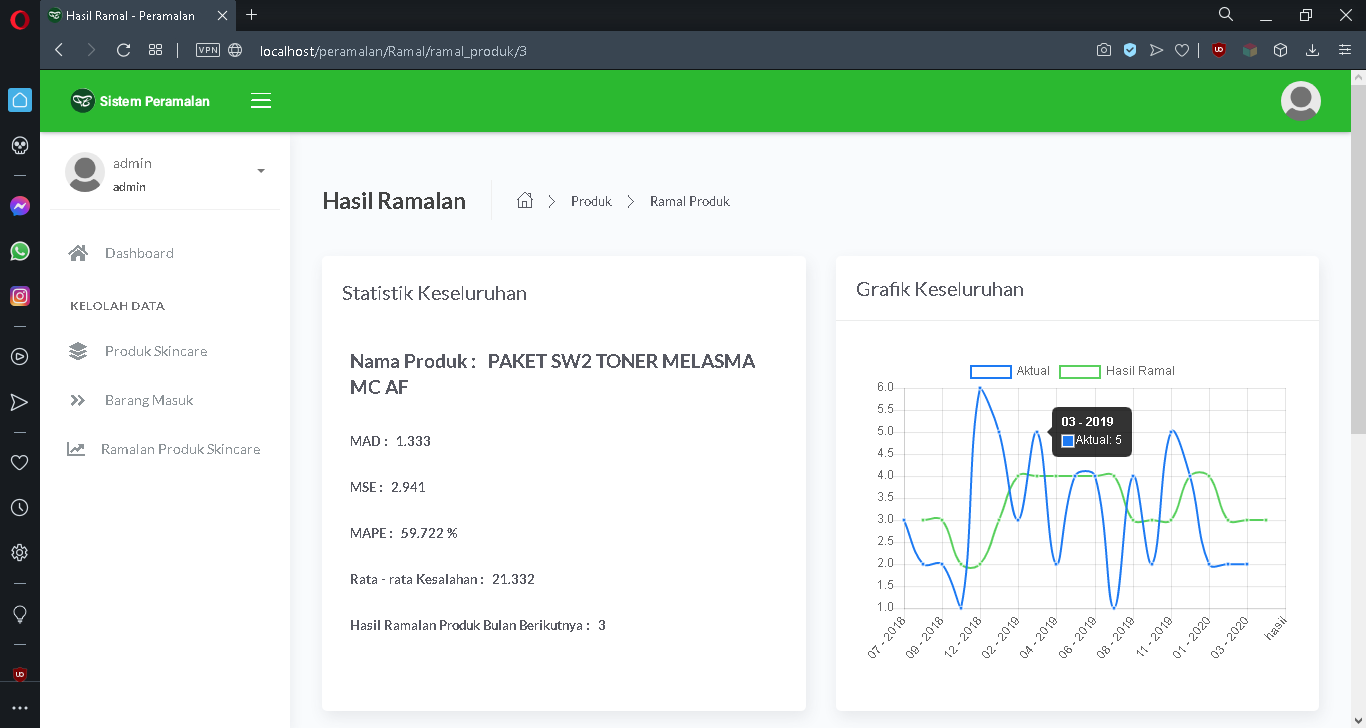 Hasil Ramal - Peramalan
VPN
localhost/peramalan/Ramal/ramal_produk/3
Sistem Peramalan
admin
admin
Dashboard
KELOLAH DATA
Produk Skincare
Barang Masuk
Ramalan Produk Skincare
Hasil Ramalan
Produk
Ramal Produk
Statistik Keseluruhan
Nama Produk : PAKET SW2 TONER MELASMA
MC AF
MAD : 1.333
MSE : 2.941
MAPE : 59.722 %
Rata - rata Kesalahan : 21.332
Hasil Ramalan Produk Bulan Berikutnya : 3
Grafik Keseluruhan
Aktual Hasil Ramal
6.0
5.5
5.0
4.5
4.0
3.5
3.0
2.5
2.0
1.5
1.0
03 - 2019
Aktual: 5
07 - 2018
09 - 2018
12 - 2018
02 - 2019
04 - 2019
06 - 2019
08 - 2019
11 - 2019
01 - 2020
03 - 2020
hasil